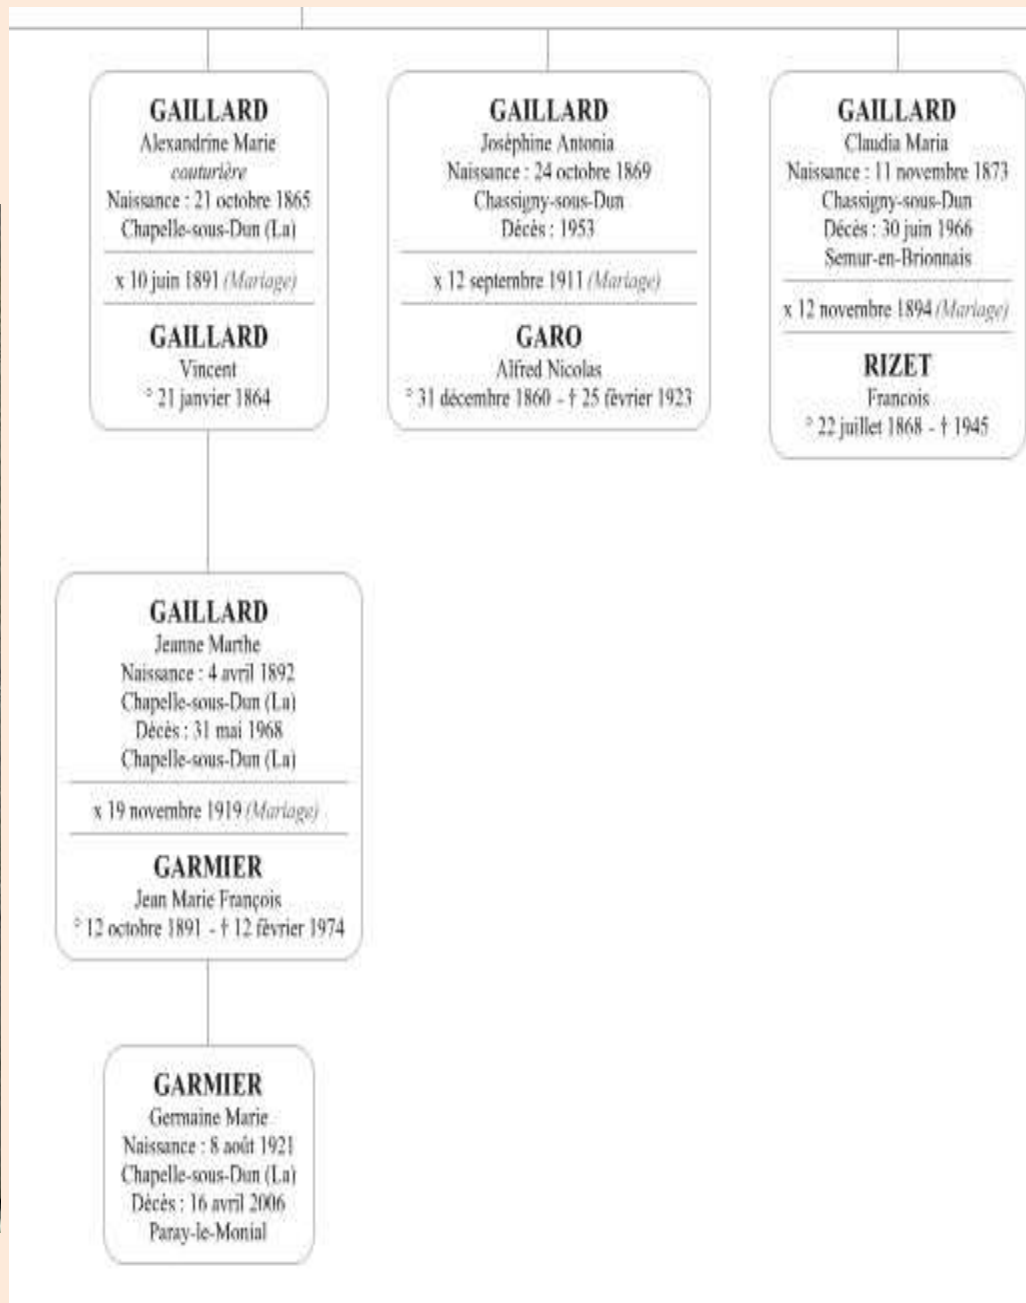 GAILLARD
Alexandrine Marie
couturière
Naissance : 21 octobre 1865
Chapelle-sous-Dun (La)
x 10 juin 1891 (Mariage)
GAILLARD
Vincent
° 21 janvier 1864
GAILLARD
Joséphine Antonia
Naissance : 24 octobre 1869
Chassigny-sous-Dun
Décès : 1953
x 12 septembre 1911 (Mariage)
GARO
Alfred Nicolas
° 31 décembre 1860 - † 25 février 1923
GAILLARD
Claudia Maria
Naissance : 11 novembre 1873
Chassigny-sous-Dun
Décès : 30 juin 1966
Semur-en-Brionnais
x 12 novembre 1894 (Mariage)
RIZET
Francois
° 22 juillet 1868 - † 1945
GAILLARD
Jeanne Marthe
Naissance : 4 avril 1892
Chapelle-sous-Dun (La)
Décès : 31 mai 1968
Chapelle-sous-Dun (La)
x 19 novembre 1919 (Mariage)
GARMIER
Jean Marie François
° 12 octobre 1891 - † 12 février 1974
GARMIER
Germaine Marie
Naissance : 8 août 1921
Chapelle-sous-Dun (La)
Décès : 16 avril 2006
Paray-le-Monial